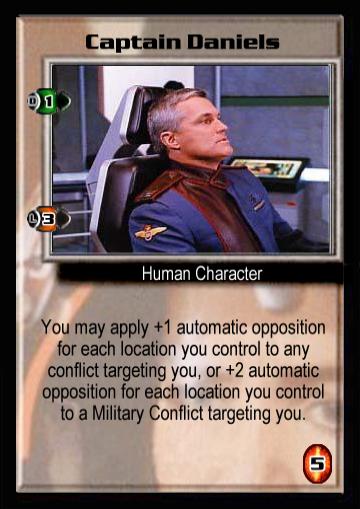 Captain Daniels
D 1
L 3
Human Character
You may apply +1 automatic opposition
for each location you control to any
conflict targeting you, or +2 automatic
opposition for each location you control
to a Military Conflict targeting you.
5